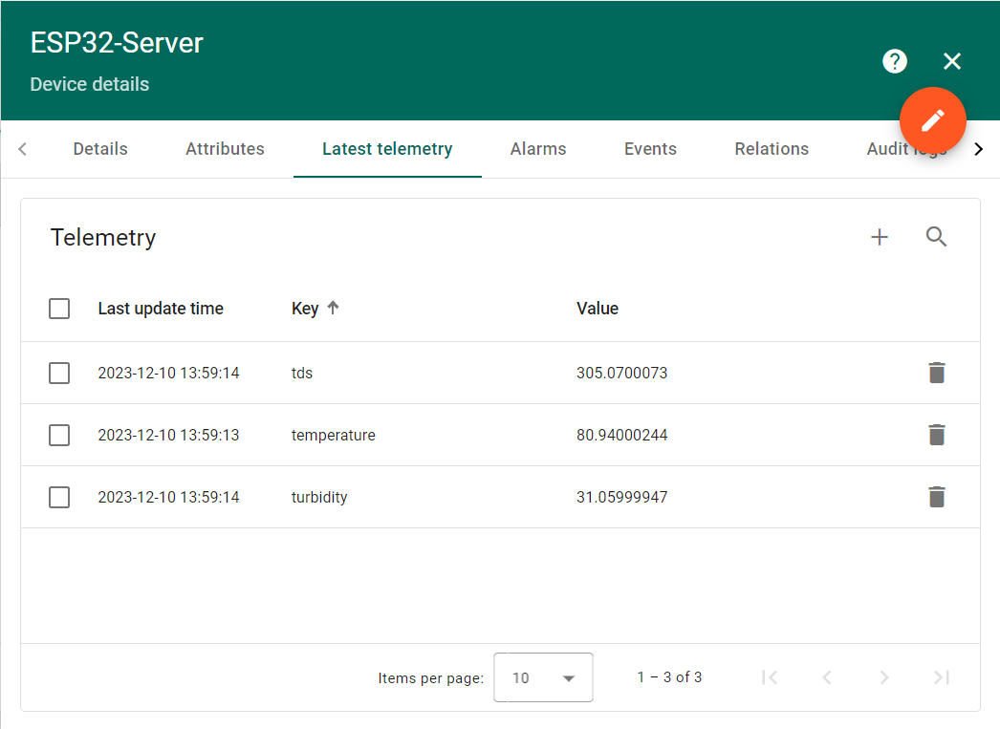 ESP32-Server
Device details
?
Details Attributes Latest telemetry Alarms Events Relations Audit logs
Telemetry
Last update time Key Value
2023-12-10 13:59:14 tds 305.0700073
2023-12-10 13:59:13 temperature 80.94000244
2023-12-10 13:59:14 turbidity 31.05999947
Items per page: 10 1 – 3 of 3